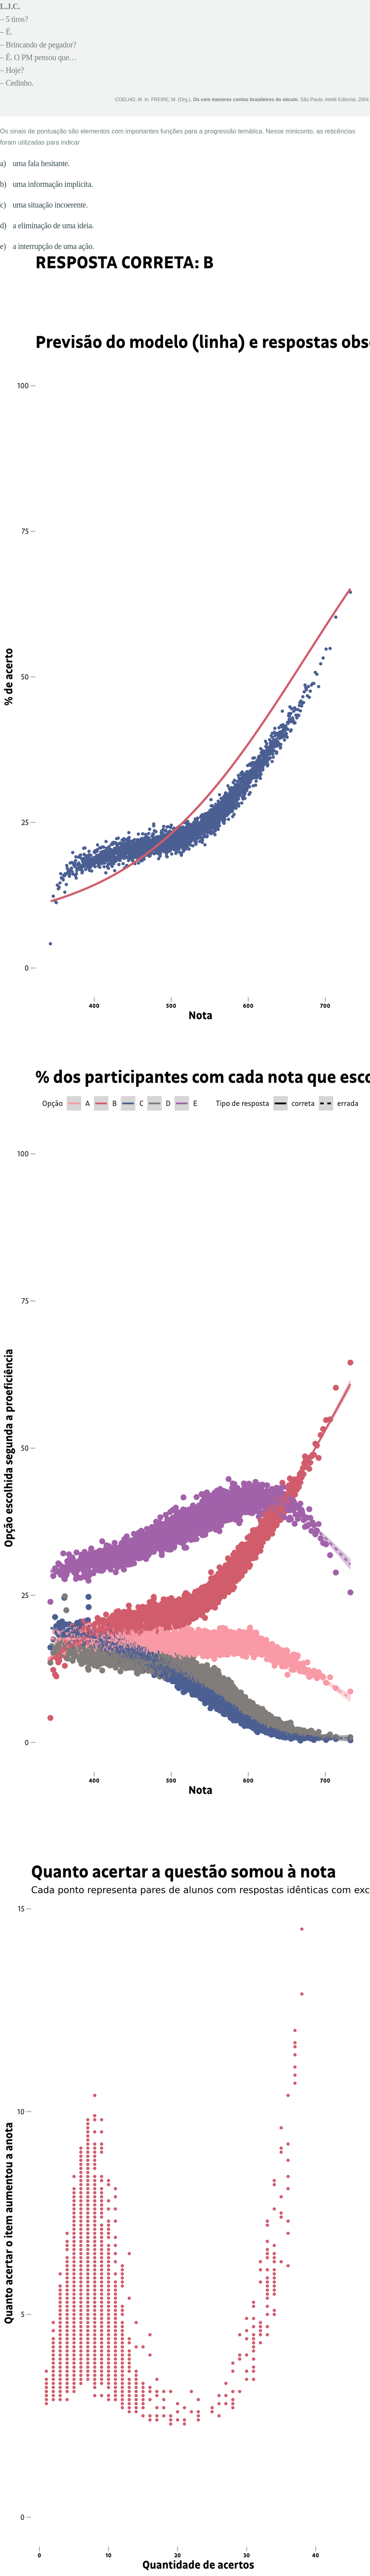 L.J.C.
– 5 tiros?
– É.
– Brincando de pegador?
– É. O PM pensou que…
– Hoje?
– Cedinho.
COELHO, M. In: FREIRE, M. (Org.). Os cem menores contos brasileiros do século. São Paulo: Ateliê Editorial, 2004.
Os sinais de pontuação são elementos com importantes funções para a progressão temática. Nesse miniconto, as reticências
foram utilizadas para indicar
a) uma fala hesitante.
b) uma informação implícita.
c) uma situação incoerente.
d) a eliminação de uma ideia.
e) a interrupção de uma ação.
RESPOSTA CORRETA: B
Previsão do modelo (linha) e respostas obs
100
75
50
25
0
% de acerto
400 500 600 700
Nota
% dos participantes com cada nota que esco
Opção A B C D E Tipo de resposta correta errada
100
75
50
25
0
Opção escolhida segunda a proeficiência
400 500 600 700
Nota
Quanto acertar a questão somou à nota
Cada ponto representa pares de alunos com respostas idênticas com exc
15
10
5
0
Quanto acertar o item aumentou a anota
0 10 20 30 40
Quantidade de acertos